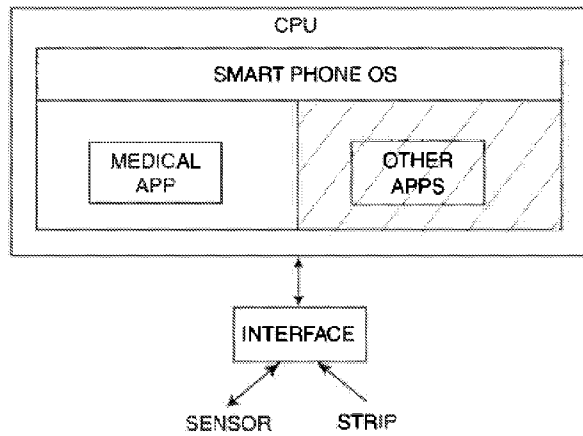 CPU
SMART PHONE OS
MEDICAL
APP
OTHER
APPS
INTERFACE
SENSOR
STRIP